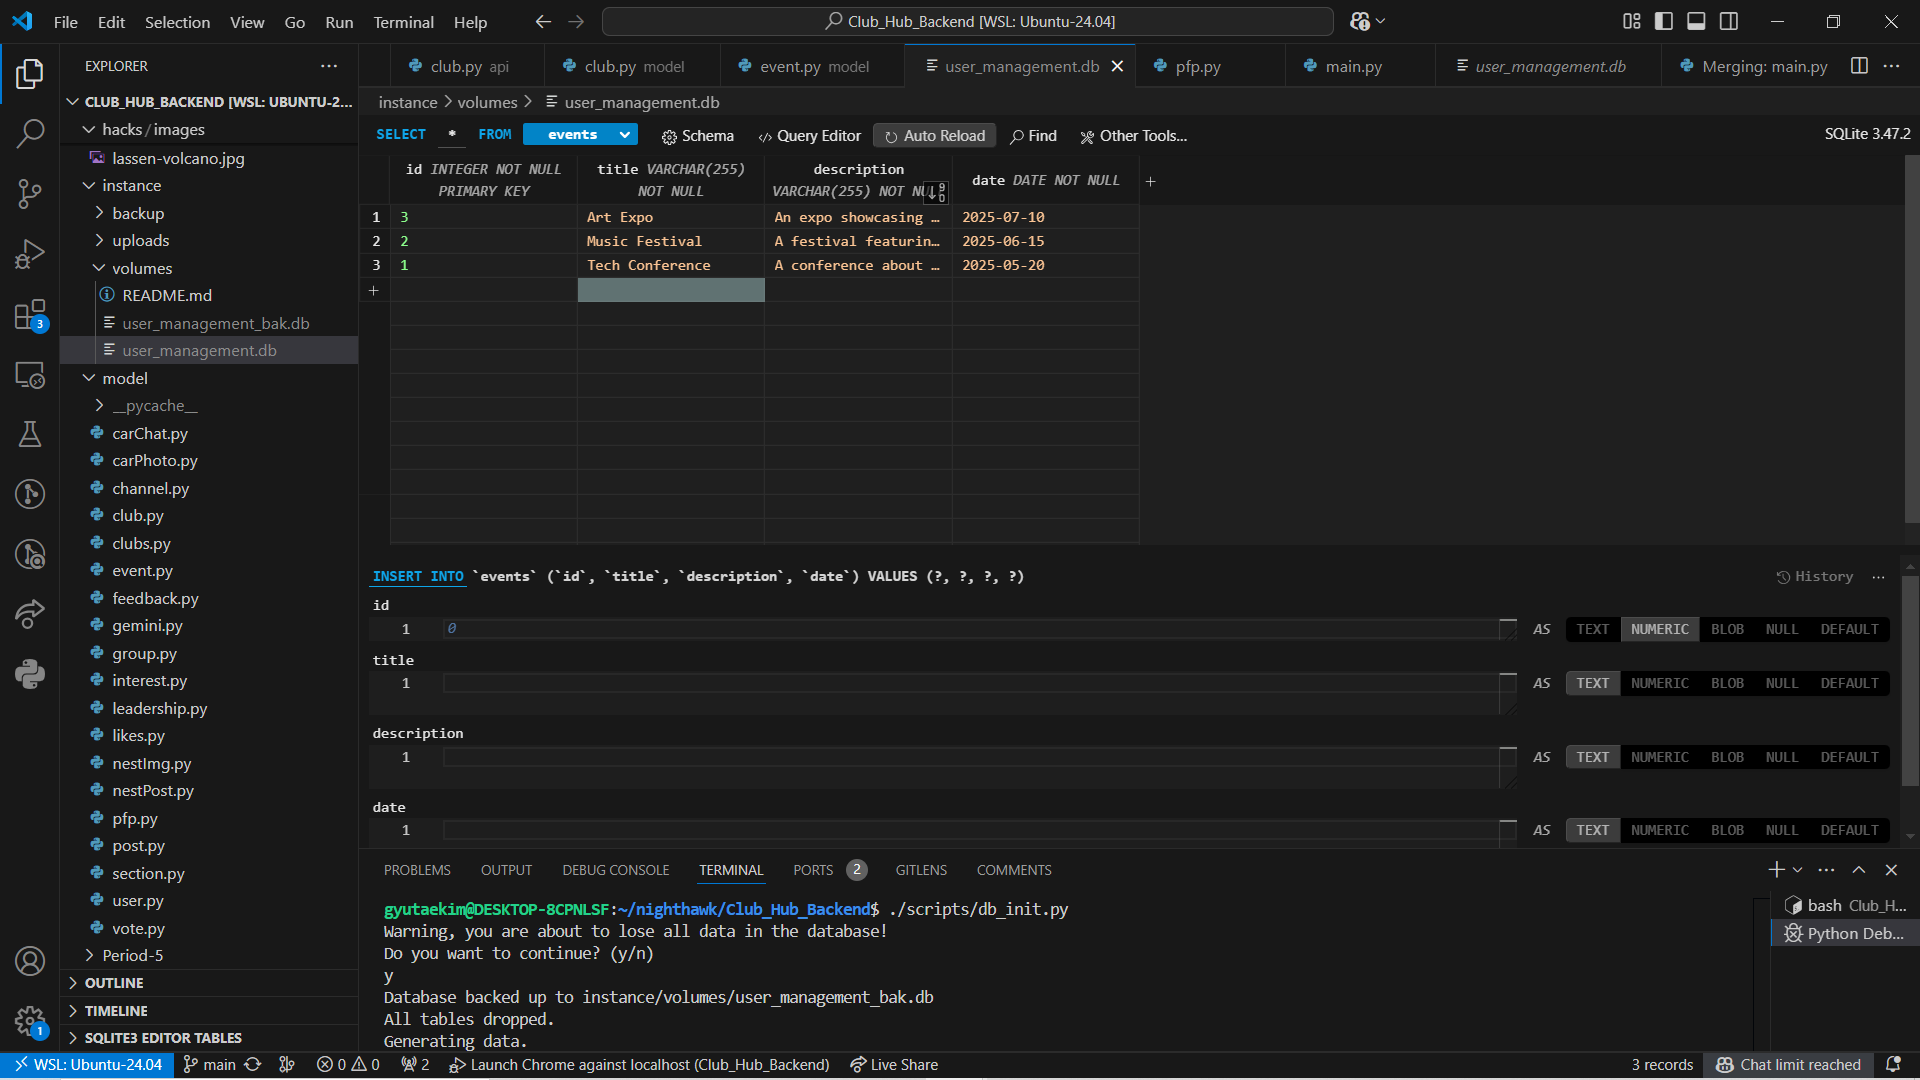 File Edit Selection View Go Run Terminal Help
Club_Hub_Backend [WSL: Ubuntu-24.04]
EXPLORER
club.py api
club.py model
event.py model
user_management.db
pfp.py
main.py
user_management.db
Merging: main.py
CLUB_HUB_BACKEND [WSL: UBUNTU-2...
hacks / images
lassen-volcano.jpg
instance
backup
uploads
volumes
README.md
user_management_bak.db
user_management.db
model
__pycache__
carChat.py
carPhoto.py
channel.py
club.py
clubs.py
event.py
feedback.py
gemini.py
group.py
interest.py
leadership.py
likes.py
nestImg.py
nestPost.py
pfp.py
post.py
section.py
user.py
vote.py
Period-5
OUTLINE
TIMELINE
SQLITE3 EDITOR TABLES
3
1
instance > volumes > user_management.db
SELECT * FROM events Schema Query Editor Auto Reload Find Other Tools... SQLite 3.47.2
id INTEGER NOT NULL PRIMARY KEY
title VARCHAR(255) NOT NULL
description VARCHAR(255) NOT NU
date DATE NOT NULL
+
1 3 Art Expo An expo showcasing … 2025-07-10
2 2 Music Festival A festival featurin… 2025-06-15
3 1 Tech Conference A conference about … 2025-05-20
+
INSERT INTO `events` (`id`, `title`, `description`, `date`) VALUES (?, ?, ?, ?)
History ...
id
1 0 AS TEXT NUMERIC BLOB NULL DEFAULT
title
1 AS TEXT NUMERIC BLOB NULL DEFAULT
description
1 AS TEXT NUMERIC BLOB NULL DEFAULT
date
1 AS TEXT NUMERIC BLOB NULL DEFAULT
PROBLEMS OUTPUT DEBUG CONSOLE TERMINAL PORTS 2 GITLENS COMMENTS
gyutaekim@DESKTOP-8CPNLSF:~/nighthawk/Club_Hub_Backend$ ./scripts/db_init.py
Warning, you are about to lose all data in the database!
Do you want to continue? (y/n)
y
Database backed up to instance/volumes/user_management_bak.db
All tables dropped.
Generating data.
bash Club_H...
Python Deb...
WSL: Ubuntu-24.04 main 0 0 2 Launch Chrome against localhost (Club_Hub_Backend) Live Share 3 records Chat limit reached